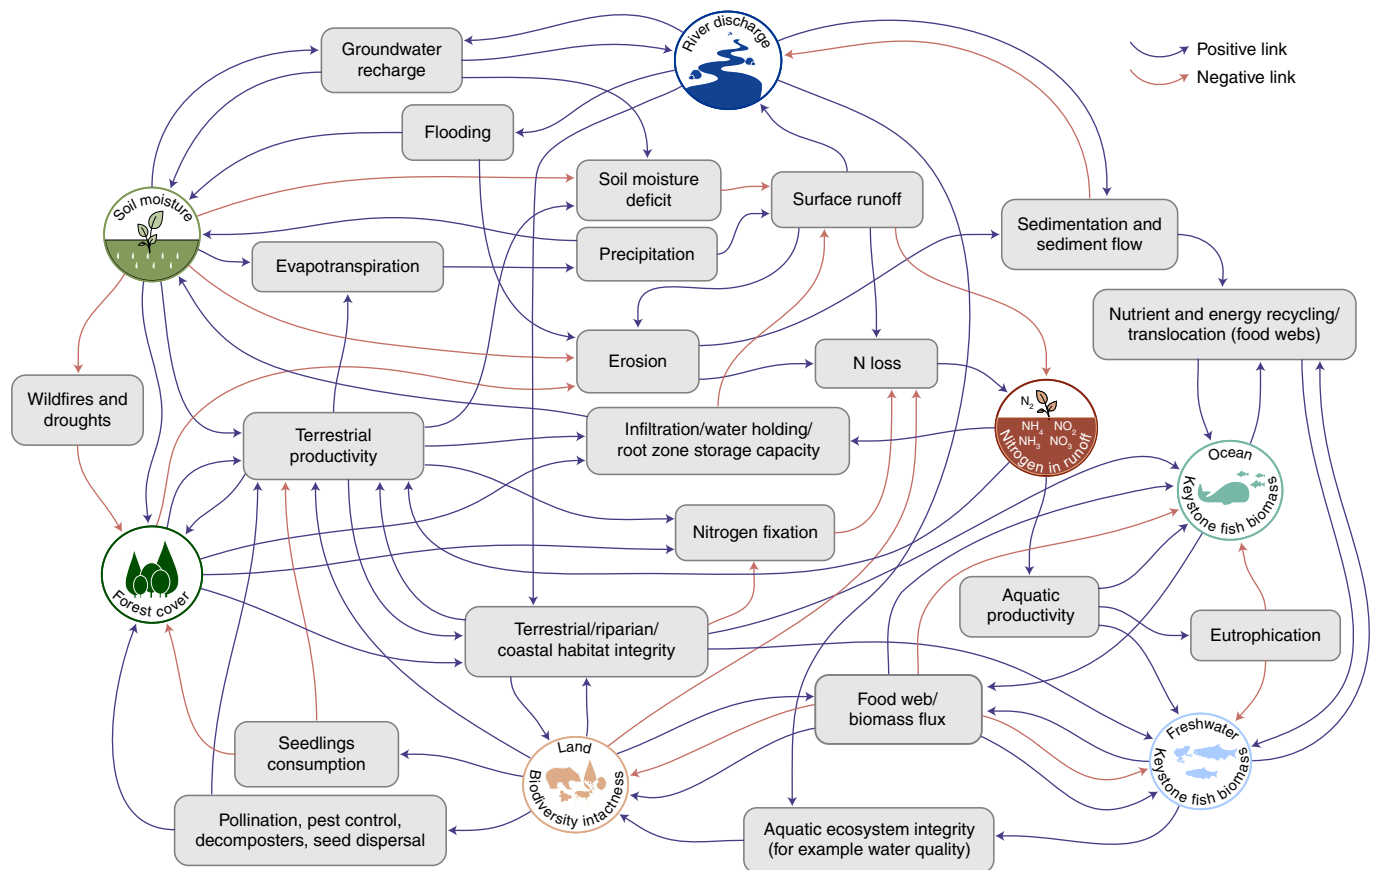 River discharge
Groundwater
recharge
Positive link
Negative link
Flooding
Soil moisture
deficit
Surface runoff
Soil moisture
Sedimentation and
sediment flow
Precipitation
Evapotranspiration
Nutrient and energy recycling/
translocation (food webs)
Erosion
N loss
Wildfires and
droughts
N2
NH4 NO2
NH3 NO3
Nitrogen in runoff
Terrestrial
productivity
Infiltration/water holding/
root zone storage capacity
Ocean
Keystone fish biomass
Nitrogen fixation
Forest cover
Aquatic
productivity
Terrestrial/riparian/
coastal habitat integrity
Eutrophication
Food web/
biomass flux
Seedlings
consumption
Land
Biodiversity intactness
Freshwater
Keystone fish biomass
Pollination, pest control,
decomposters, seed dispersal
Aquatic ecosystem integrity
(for example water quality)